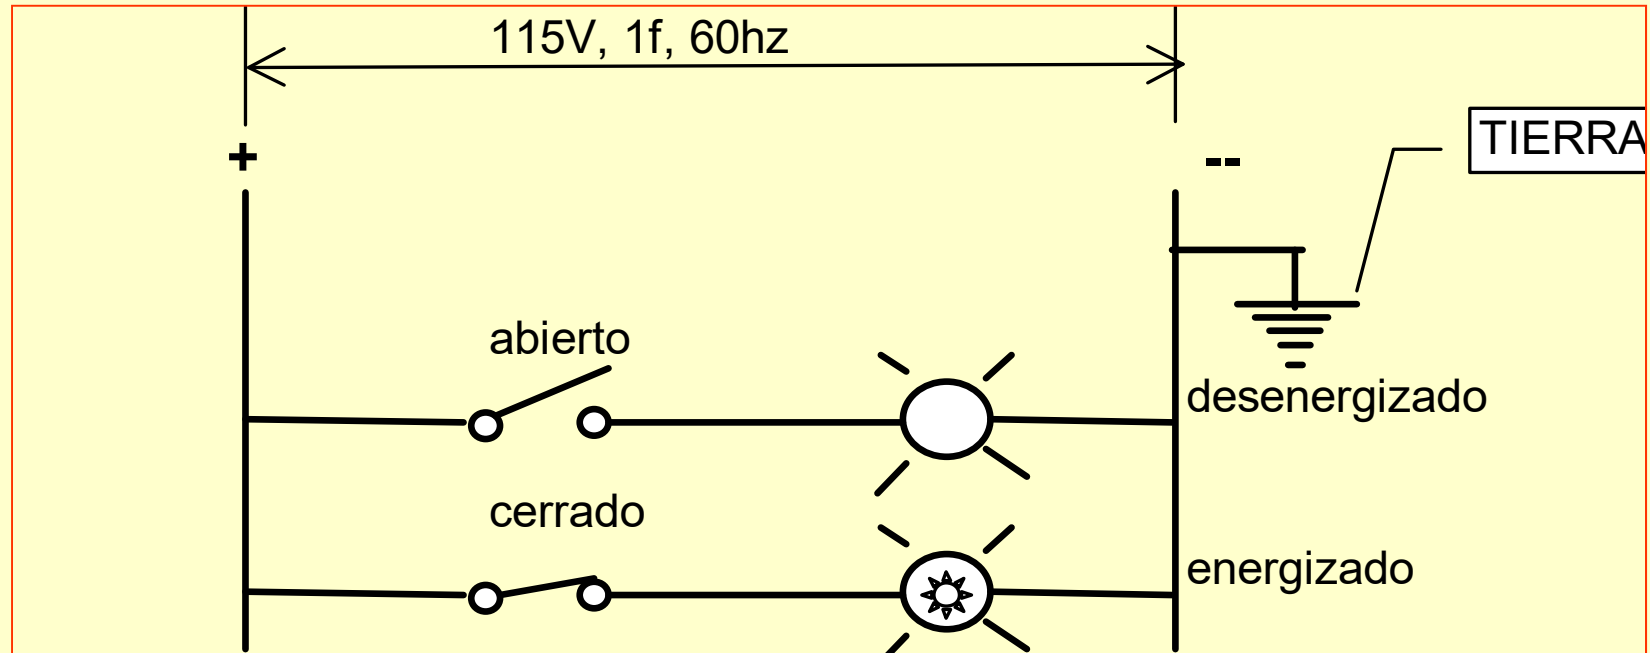 115V, 1f, 60hz
+
--
TIERRA
abierto
desenergizado
cerrado
energizado